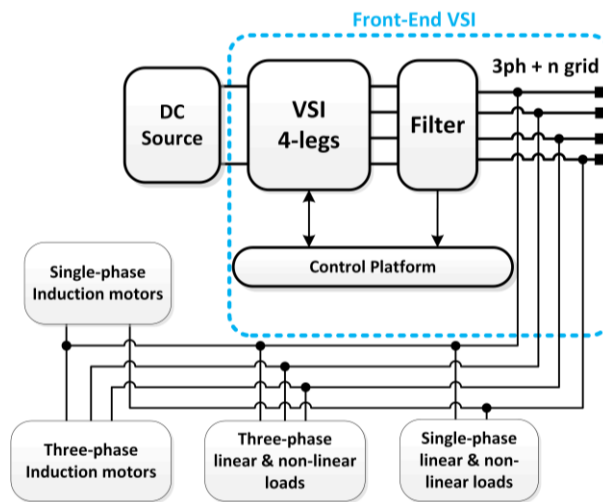 Front-End VSI
3ph + n grid
DC
Source
VSI
4-legs
Filter
Control Platform
Single-phase
Induction motors
Three-phase
Induction motors
Three-phase
linear & non-linear
loads
Single-phase
linear & non-
linear loads